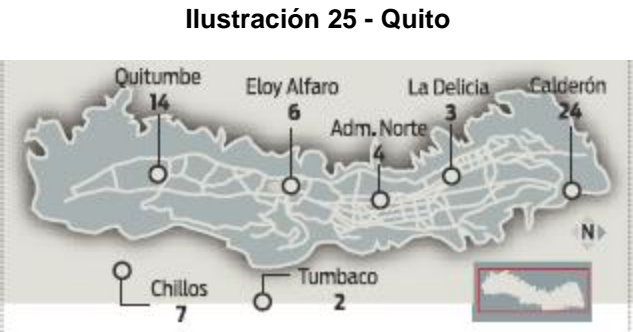 Ilustración 25 - Quito
Quitumbe
14
Eloy Alfaro
6
La Delicia
3
Calderón
24
Adm. Norte
4
N
Chillos
7
Tumbaco
2